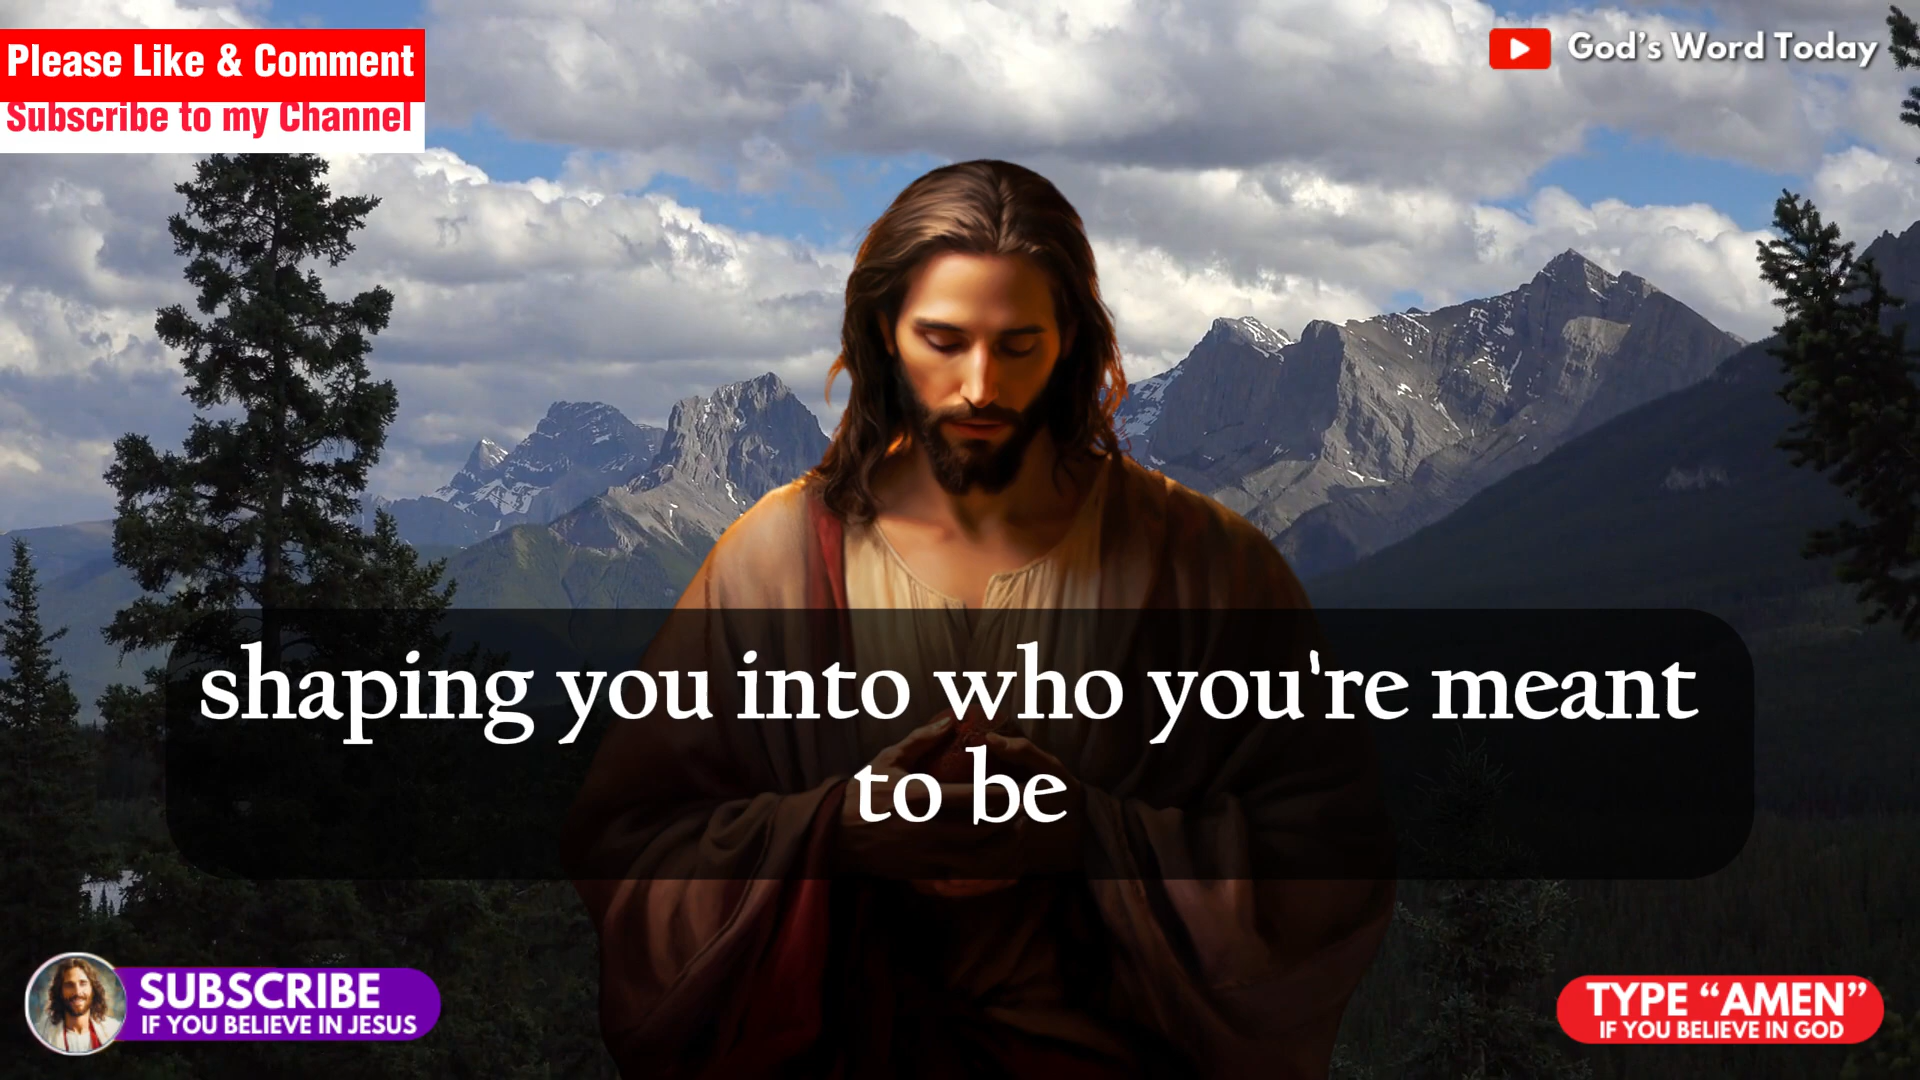 Please Like & Comment
Subscribe to my Channel
God's Word Today
shaping you into who you're meant
to be
SUBSCRIBE
IF YOU BELIEVE IN JESUS
TYPE “AMEN”
IF YOU BELIEVE IN GOD